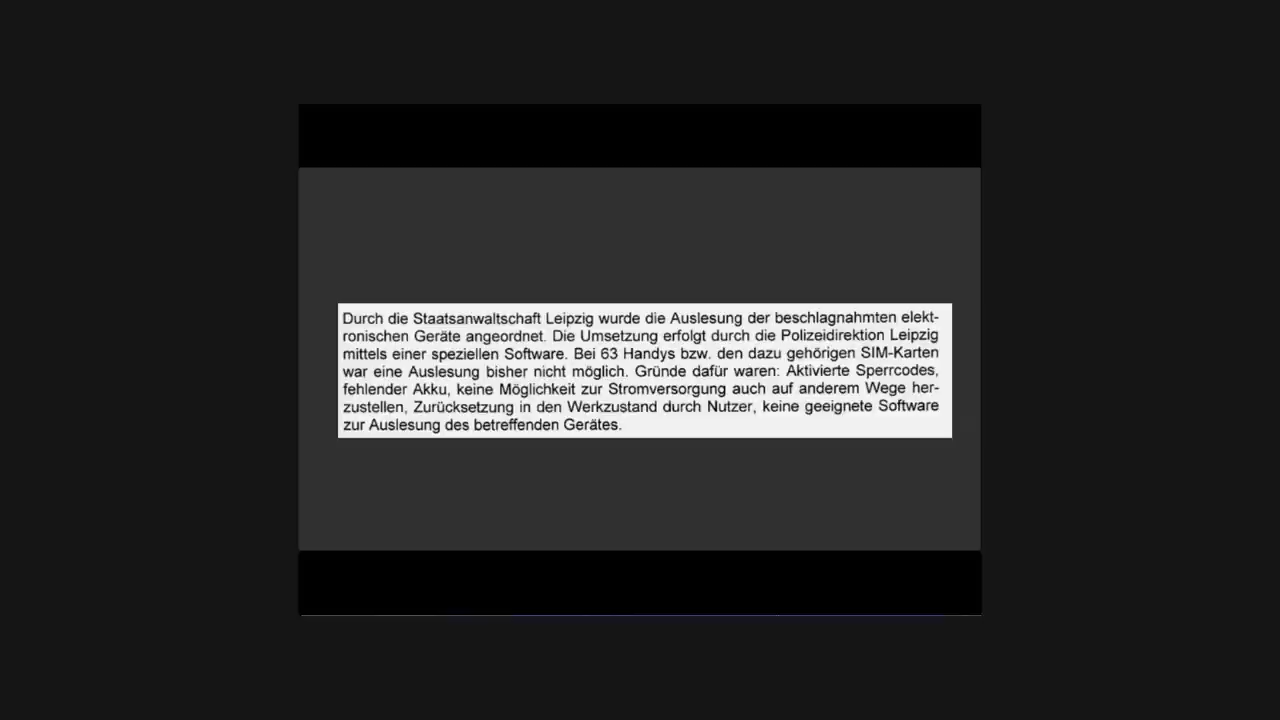 Durch die Staatsanwaltschaft Leipzig wurde die Auslesung der beschlagnahmten elekt-
ronischen Geräte angeordnet. Die Umsetzung erfolgt durch die Polizeidirektion Leipzig
mittels einer speziellen Software. Bei 63 Handys bzw. den dazu gehörigen SIM-Karten
war eine Auslesung bisher nicht möglich. Gründe dafür waren: Aktivierte Sperrcodes,
fehlender Akku, keine Möglichkeit zur Stromversorgung auch auf anderem Wege her-
zustellen, Zurücksetzung in den Werkzustand durch Nutzer, keine geeignete Software
zur Auslesung des betreffenden Gerätes.